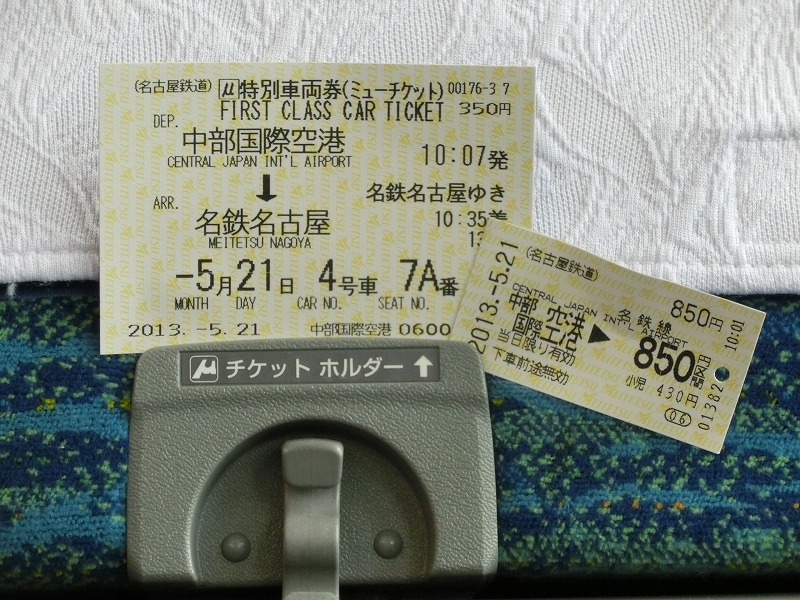 (名古屋鉄道) μ特別車両券(ミューチケット) 00176-37
FIRST CLASS CAR TICKET 350円
DEP.
中部国際空港 10:07発
CENTRAL JAPAN INT'L AIRPORT
名鉄名古屋ゆき
ARR.
名鉄名古屋 10:35着
MEITETSU NAGOYA
-5月21日 4号車 7A番
MONTH DAY CAR NO. SEAT NO.
2013.-5.21 中部国際空港 0600
(名古屋鉄道)
2013.-5.21
名鉄線 850円
CENTRAL JAPAN INT'L AIRPORT
中部国際空港 ▶ 850円区間
当日限り有効
下車前途無効
小児 430円
06
01382
10:01
μ チケット ホルダー ↑